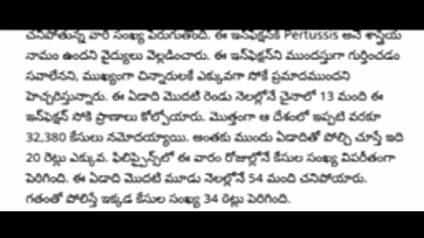 చనిపోతున్న వారి సంఖ్య పెరుగుతోంది. ఈ ఇన్‌ఫెక్షన్‌కి Pertussis అనే శాస్త్రీయ
నామం ఉందని వైద్యులు వెల్లడించారు. ఈ ఇన్‌ఫెక్షన్‌ని ముందస్తుగా గుర్తించడం
సవాలేనని, ముఖ్యంగా చిన్నారులకే ఎక్కువగా సోకే ప్రమాదముందని
హెచ్చరిస్తున్నారు. ఈ ఏడాది మొదటి రెండు నెలల్లోనే చైనాలో 13 మంది ఈ
ఇన్‌ఫెక్షన్ సోకి ప్రాణాలు కోల్పోయారు. మొత్తంగా ఆ దేశంలో ఇప్పటి వరకూ
32,380 కేసులు నమోదయ్యాయి. అంతకు ముందు ఏడాదితో పోల్చి చూస్తే ఇది
20 రెట్లు ఎక్కువ. ఫిలిప్పైన్స్‌లో ఈ వారం రోజుల్లోనే కేసుల సంఖ్య విపరీతంగా
పెరిగింది. ఈ ఏడాది మొదటి మూడు నెలల్లోనే 54 మంది చనిపోయారు.
గతంతో పోలిస్తే ఇక్కడ కేసుల సంఖ్య 34 రెట్లు పెరిగింది.